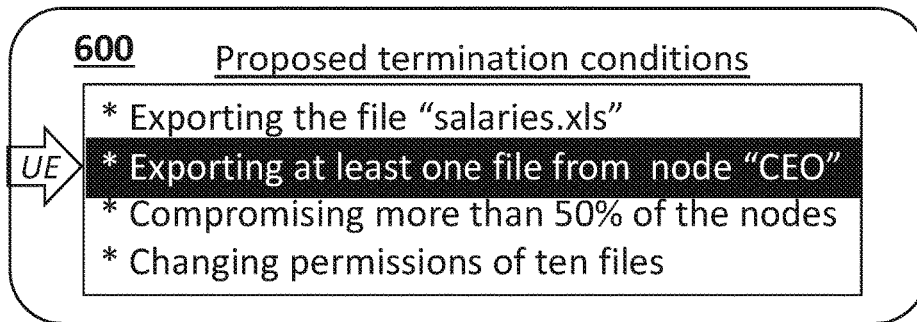 600
Proposed termination conditions
* Exporting the file “salaries.xls”
UE
* Exporting at least one file from node “CEO”
* Compromising more than 50% of the nodes
* Changing permissions of ten files